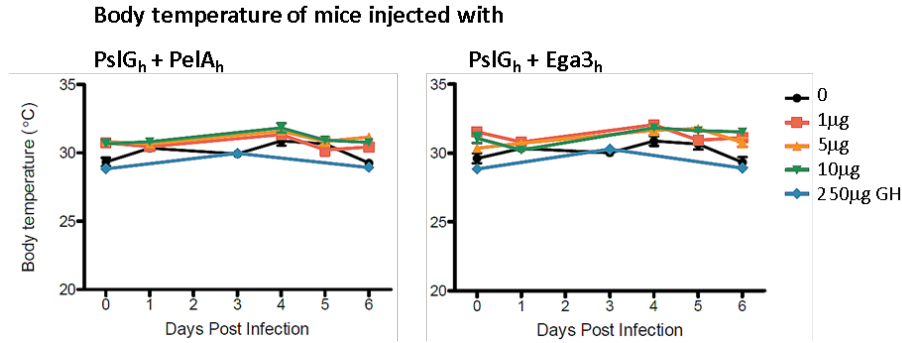 Body temperature of mice injected with
PslGh + PelAh
PslGh + Ega3h
Body temperature (°C)
35
30
25
20
0 1 2 3 4 5 6
Days Post Infection
35
30
25
20
0 1 2 3 4 5 6
Days Post Infection
0
1µg
5µg
10µg
250µg GH